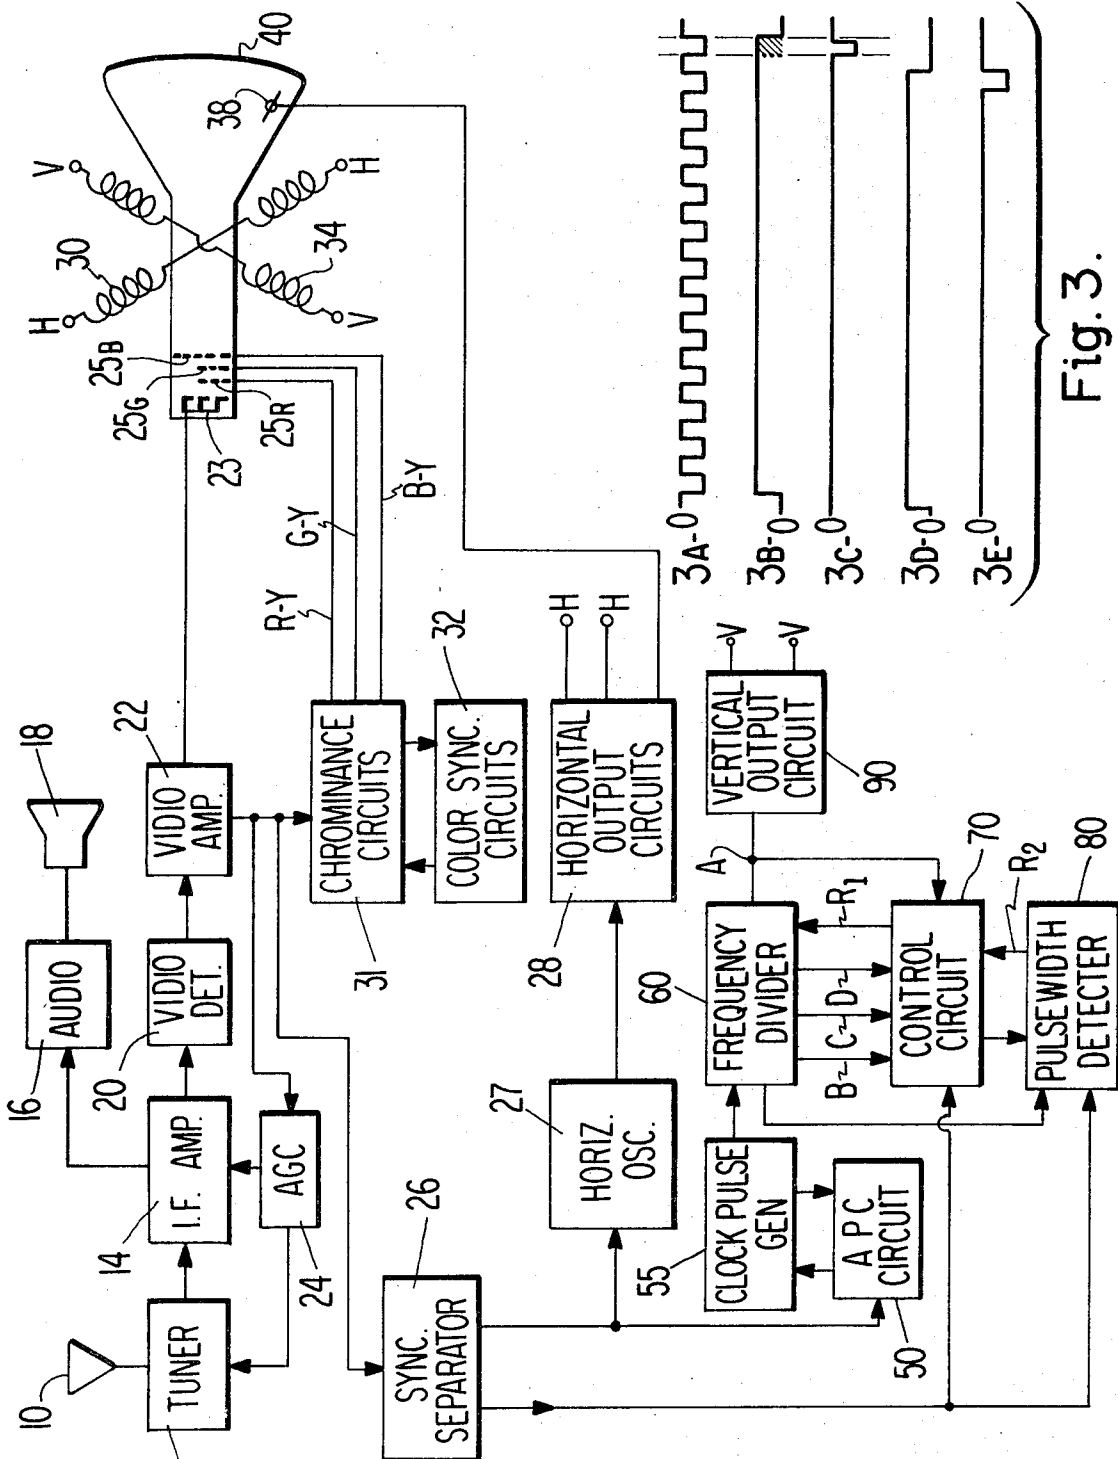 10
TUNER
14
I.F. AMP.
16
AUDIO
18
20
VIDIO DET.
22
VIDIO AMP.
24
AGC
26
SYNC. SEPARATOR
27
HORIZ. OSC.
28
HORIZONTAL OUTPUT CIRCUITS
H
H
31
CHROMINANCE CIRCUITS
32
COLOR SYNC. CIRCUITS
R-Y
G-Y
B-Y
23
25R
25G
25B
H
30
V
V
34
H
38
40
50
APC CIRCUIT
55
CLOCK PULSE GEN
60
FREQUENCY DIVIDER
A
B
C
D
R1
70
CONTROL CIRCUIT
R2
80
PULSEWIDTH DETECTER
90
VERTICAL OUTPUT CIRCUIT
V
V
3A-0
3B-0
3C-0
3D-0
3E-0
Fig. 3.